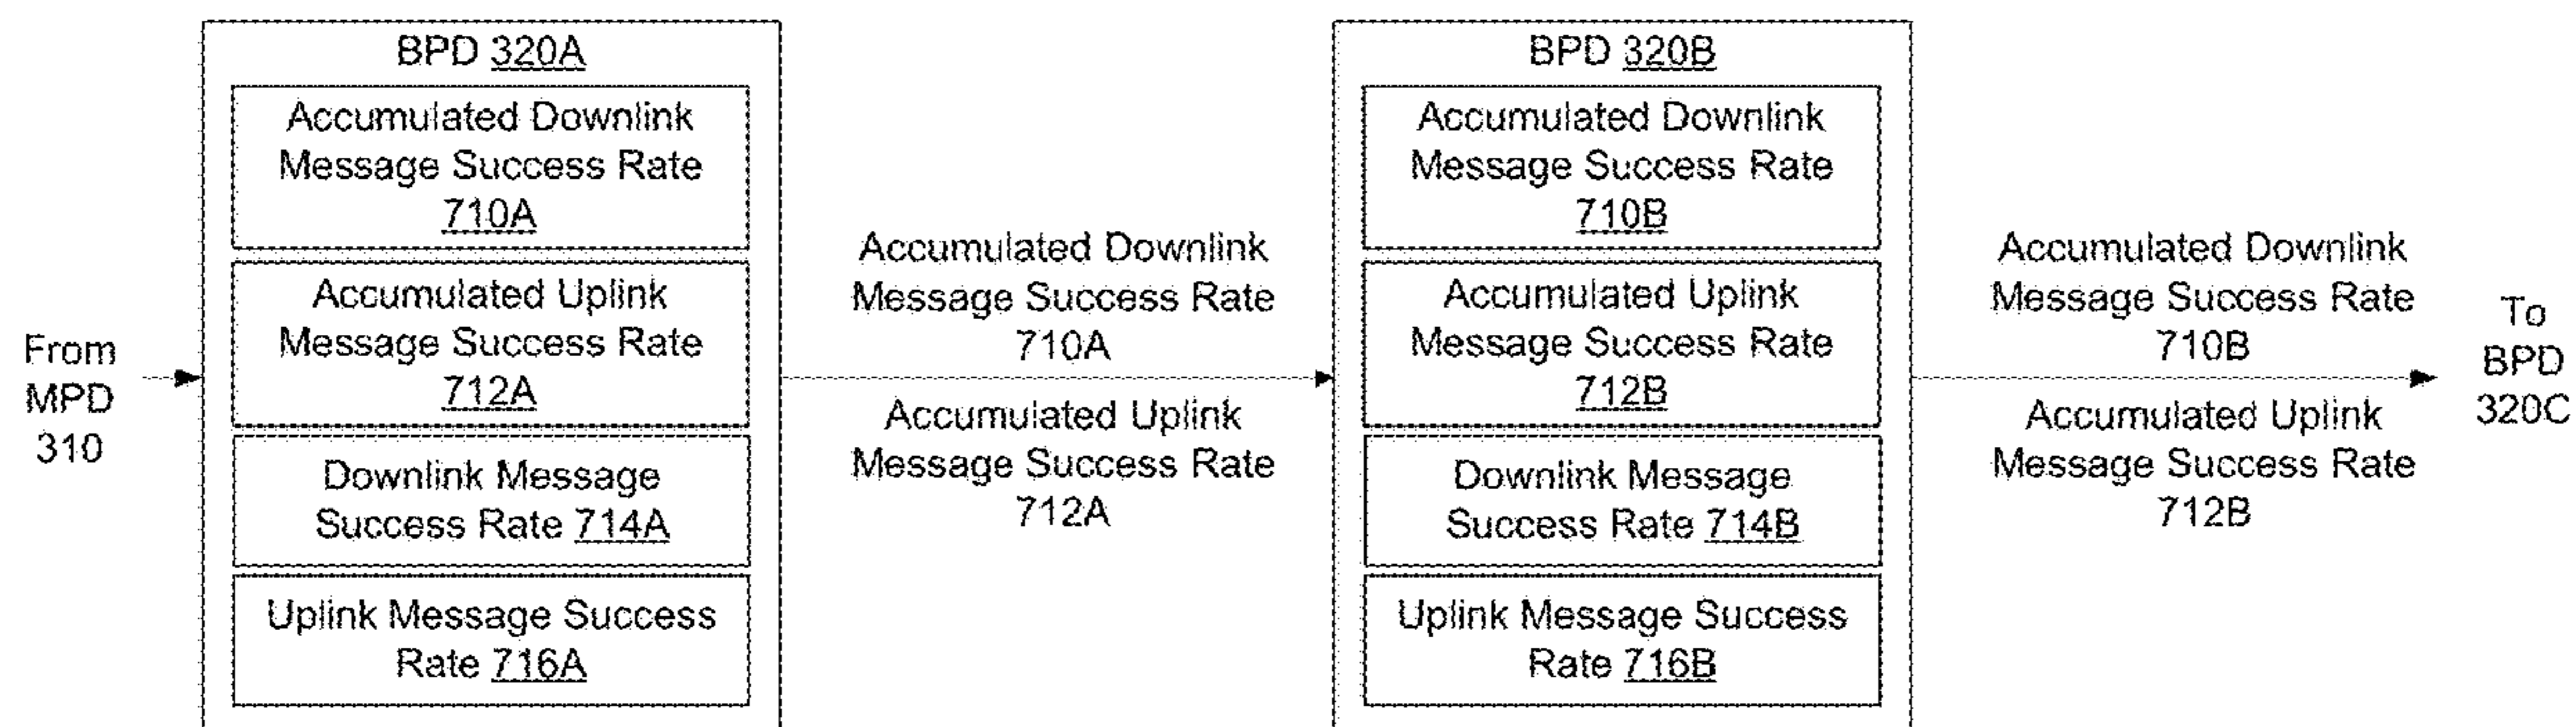 From
MPD
310
BPD 320A
Accumulated Downlink
Message Success Rate
710A
Accumulated Uplink
Message Success Rate
712A
Downlink Message
Success Rate 714A
Uplink Message Success
Rate 716A
Accumulated Downlink
Message Success Rate
710A
Accumulated Uplink
Message Success Rate
712A
BPD 320B
Accumulated Downlink
Message Success Rate
710B
Accumulated Uplink
Message Success Rate
712B
Downlink Message
Success Rate 714B
Uplink Message Success
Rate 716B
Accumulated Downlink
Message Success Rate
710B
Accumulated Uplink
Message Success Rate
712B
To
BPD
320C